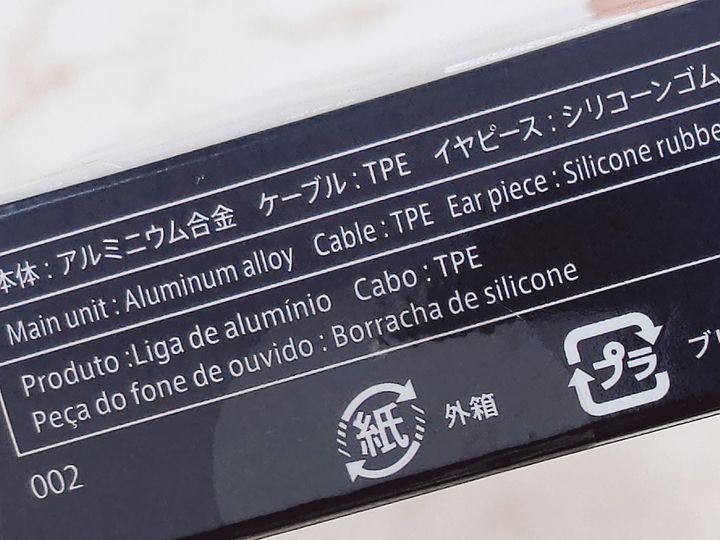 本体 : アルミニウム合金 ケーブル : TPE イヤピース : シリコーンゴム
Main unit : Aluminum alloy Cable : TPE Ear piece : Silicone rubbe
Produto :Liga de alumínio Cabo : TPE
Peça do fone de ouvido : Borracha de silicone
紙 外箱 プラ ブリ
002